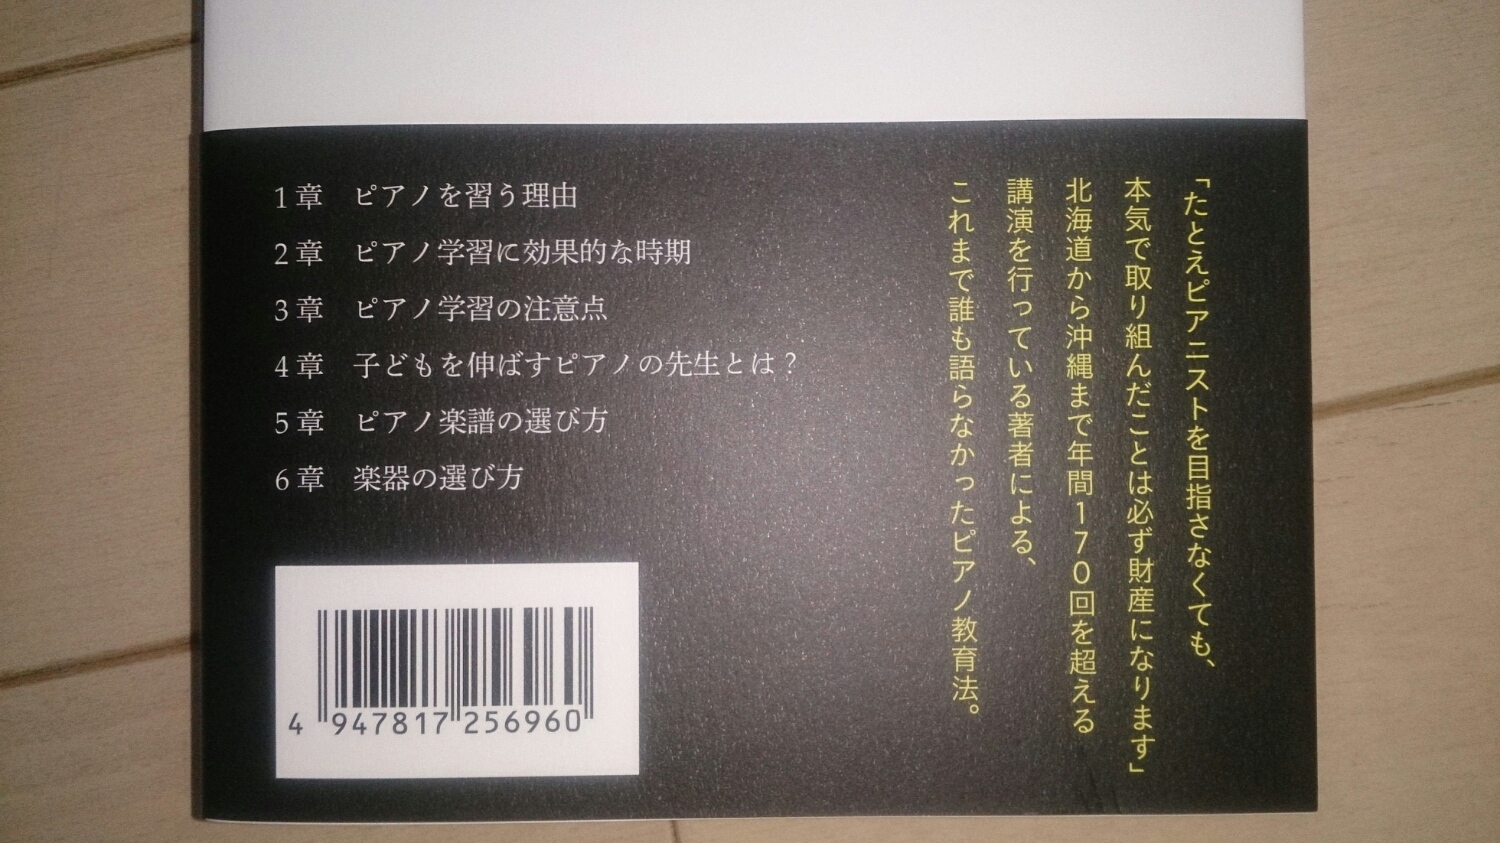 「たとえピアニストを目指さなくても、
本気で取り組んだことは必ず財産になります」
北海道から沖縄まで年間170回を超える
講演を行っている著者による、
これまで誰も語らなかったピアノ教育法。
1章　ピアノを習う理由
2章　ピアノ学習に効果的な時期
3章　ピアノ学習の注意点
4章　子どもを伸ばすピアノの先生とは？
5章　ピアノ楽譜の選び方
6章　楽器の選び方
4 947817 256960